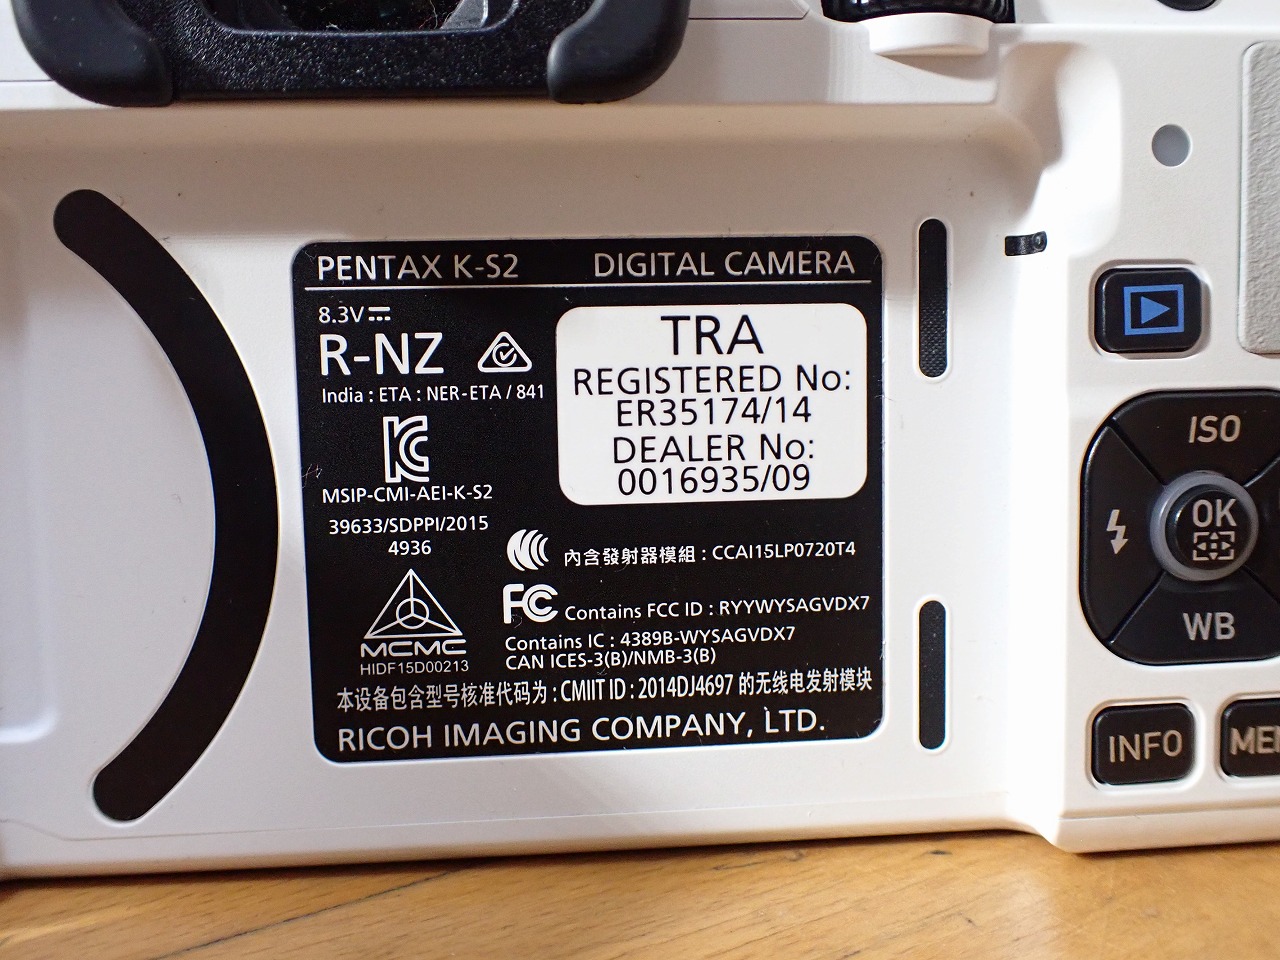 PENTAX K-S2 DIGITAL CAMERA
8.3V
R-NZ
India : ETA : NER-ETA / 841
MSIP-CMI-AEI-K-S2
39633/SDPPI/2015
4936
MCMC
HIDF15D00213
TRA
REGISTERED No:
ER35174/14
DEALER No:
0016935/09
內含發射器模組 : CCAI15LP0720T4
FC Contains FCC ID : RYYWYSAGVDX7
Contains IC : 4389B-WYSAGVDX7
CAN ICES-3(B)/NMB-3(B)
本设备包含型号核准代码为 : CMIIT ID : 2014DJ4697 的无线电发射模块
RICOH IMAGING COMPANY, LTD.
ISO
OK
WB
INFO